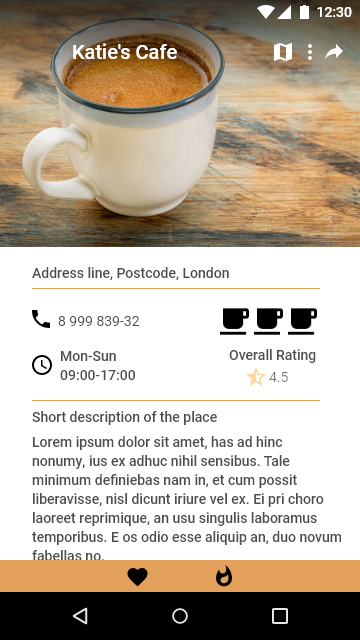 12:30
Katie's Cafe
Address line, Postcode, London
8 999 839-32
Mon-Sun
09:00-17:00
Overall Rating
4.5
Short description of the place
Lorem ipsum dolor sit amet, has ad hinc
nonumy, ius ex adhuc nihil sensibus. Tale
minimum definiebas nam in, et cum possit
liberavisse, nisl dicunt iriure vel ex. Ei pri choro
laoreet reprimique, an usu singulis laboramus
temporibus. E os odio esse aliquip an, duo novum
fabellas no.